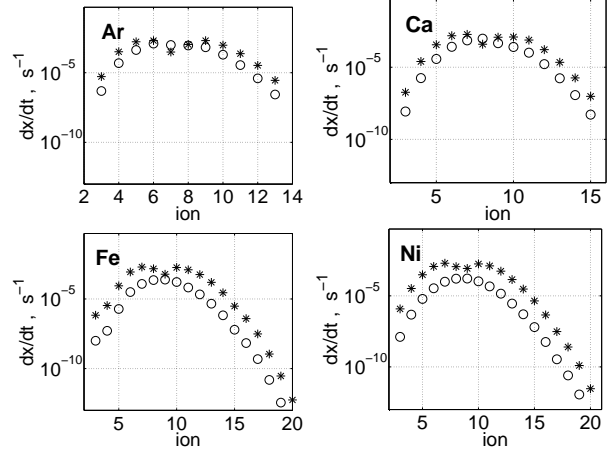 Ar
dx/dt , s⁻¹
10⁻⁵
10⁻¹⁰
2 4 6 8 10 12 14
ion
Ca
dx/dt , s⁻¹
10⁻⁵
10⁻¹⁰
5 10 15
ion
Fe
dx/dt , s⁻¹
10⁻⁵
10⁻¹⁰
5 10 15 20
ion
Ni
dx/dt , s⁻¹
10⁻⁵
10⁻¹⁰
5 10 15 20
ion